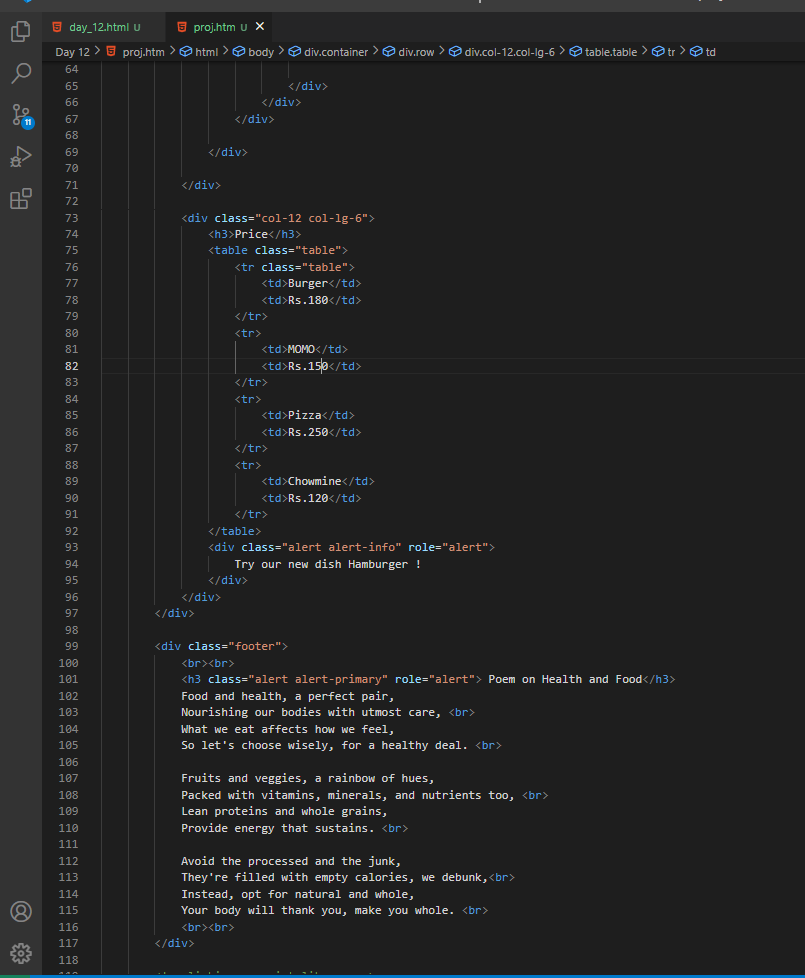 day_12.html U
proj.htm U ✕
Day 12 > proj.htm > html > body > div.container > div.row > div.col-12.col-lg-6 > table.table > tr > td
64
65 </div>
66 </div>
67 </div>
68
69 </div>
70
71 </div>
72
73 <div class="col-12 col-lg-6">
74 <h3>Price</h3>
75 <table class="table">
76 <tr class="table">
77 <td>Burger</td>
78 <td>Rs.180</td>
79 </tr>
80 <tr>
81 <td>MOMO</td>
82 <td>Rs.150</td>
83 </tr>
84 <tr>
85 <td>Pizza</td>
86 <td>Rs.250</td>
87 </tr>
88 <tr>
89 <td>Chowmine</td>
90 <td>Rs.120</td>
91 </tr>
92 </table>
93 <div class="alert alert-info" role="alert">
94 Try our new dish Hamburger !
95 </div>
96 </div>
97 </div>
98
99 <div class="footer">
100 <br><br>
101 <h3 class="alert alert-primary" role="alert"> Poem on Health and Food</h3>
102 Food and health, a perfect pair,
103 Nourishing our bodies with utmost care, <br>
104 What we eat affects how we feel,
105 So let's choose wisely, for a healthy deal. <br>
106
107 Fruits and veggies, a rainbow of hues,
108 Packed with vitamins, minerals, and nutrients too, <br>
109 Lean proteins and whole grains,
110 Provide energy that sustains. <br>
111
112 Avoid the processed and the junk,
113 They're filled with empty calories, we debunk,<br>
114 Instead, opt for natural and whole,
115 Your body will thank you, make you whole. <br>
116 <br><br>
117 </div>
118
11